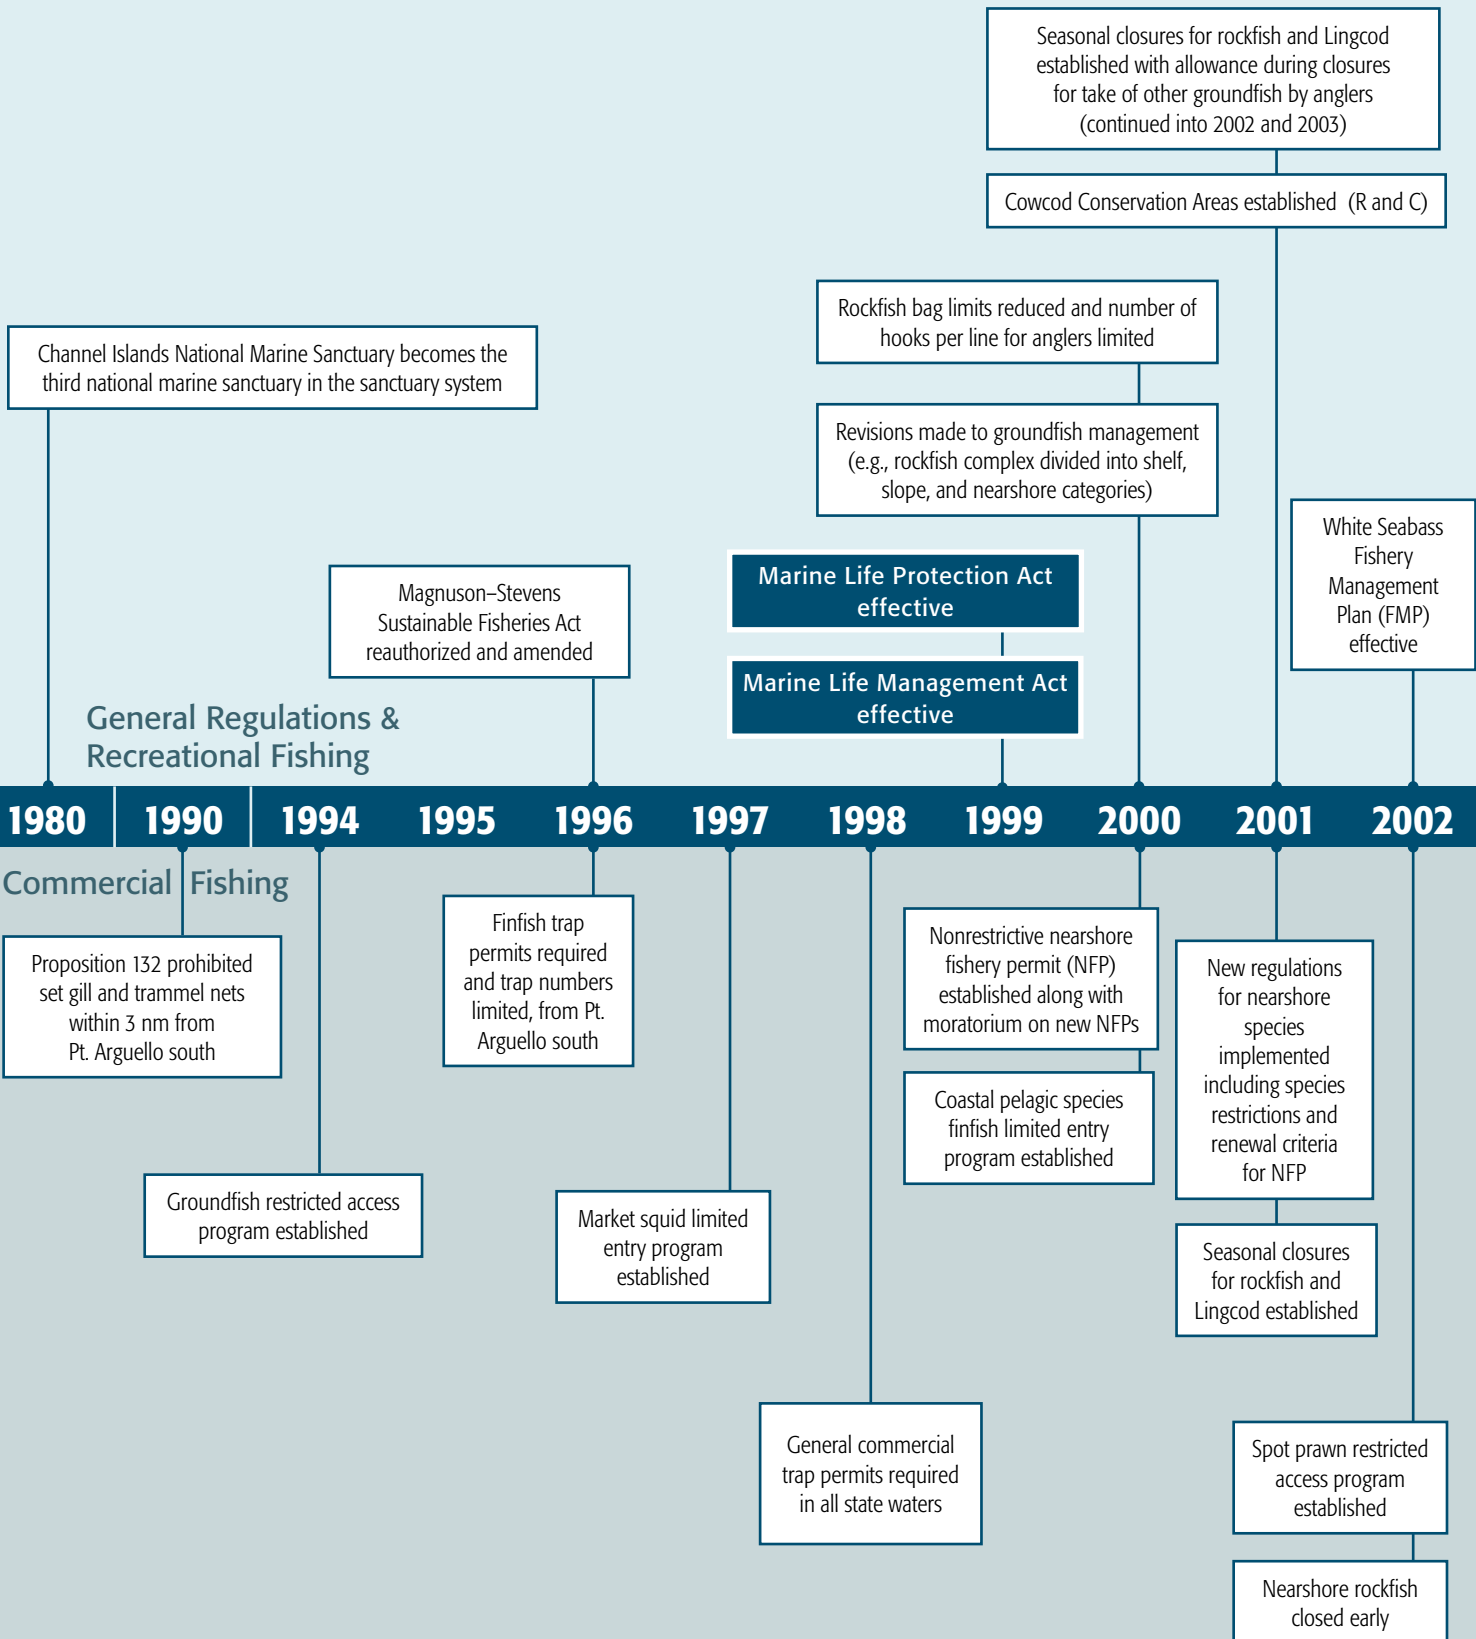 Seasonal closures for rockfish and Lingcod
established with allowance during closures
for take of other groundfish by anglers
(continued into 2002 and 2003)
Cowcod Conservation Areas established (R and C)
Rockfish bag limits reduced and number of
hooks per line for anglers limited
Channel Islands National Marine Sanctuary becomes the
third national marine sanctuary in the sanctuary system
Revisions made to groundfish management
(e.g., rockfish complex divided into shelf,
slope, and nearshore categories)
White Seabass
Fishery
Management
Plan (FMP)
effective
Marine Life Protection Act
effective
Magnuson–Stevens
Sustainable Fisheries Act
reauthorized and amended
Marine Life Management Act
effective
General Regulations &
Recreational Fishing
1980 1990 1994 1995 1996 1997 1998 1999 2000 2001 2002
Commercial Fishing
Proposition 132 prohibited
set gill and trammel nets
within 3 nm from
Pt. Arguello south
Finfish trap
permits required
and trap numbers
limited, from Pt.
Arguello south
Nonrestrictive nearshore
fishery permit (NFP)
established along with
moratorium on new NFPs
New regulations
for nearshore
species
implemented
including species
restrictions and
renewal criteria
for NFP
Coastal pelagic species
finfish limited entry
program established
Groundfish restricted access
program established
Market squid limited
entry program
established
Seasonal closures
for rockfish and
Lingcod established
General commercial
trap permits required
in all state waters
Spot prawn restricted
access program
established
Nearshore rockfish
closed early